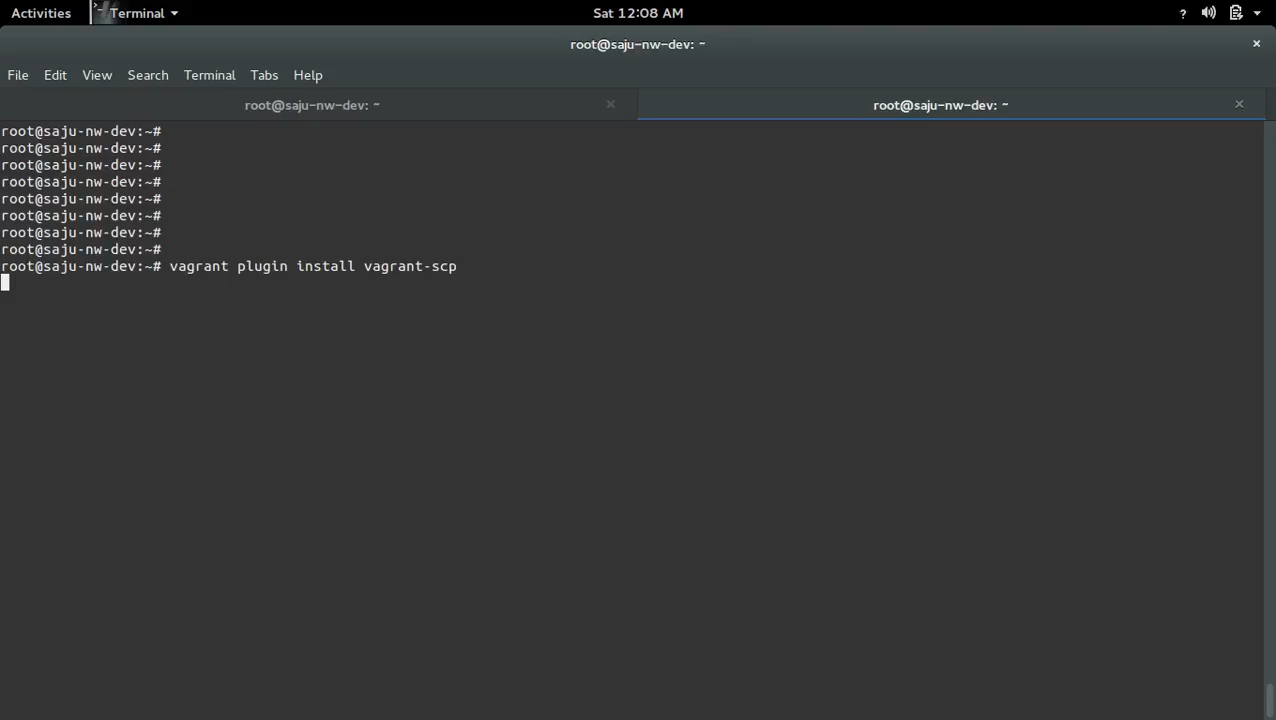 Activities
Terminal
Sat 12:08 AM
?
root@saju-nw-dev: ~
×
File Edit View Search Terminal Tabs Help
root@saju-nw-dev: ~ × root@saju-nw-dev: ~ ×
root@saju-nw-dev:~#
root@saju-nw-dev:~#
root@saju-nw-dev:~#
root@saju-nw-dev:~#
root@saju-nw-dev:~#
root@saju-nw-dev:~#
root@saju-nw-dev:~#
root@saju-nw-dev:~#
root@saju-nw-dev:~# vagrant plugin install vagrant-scp